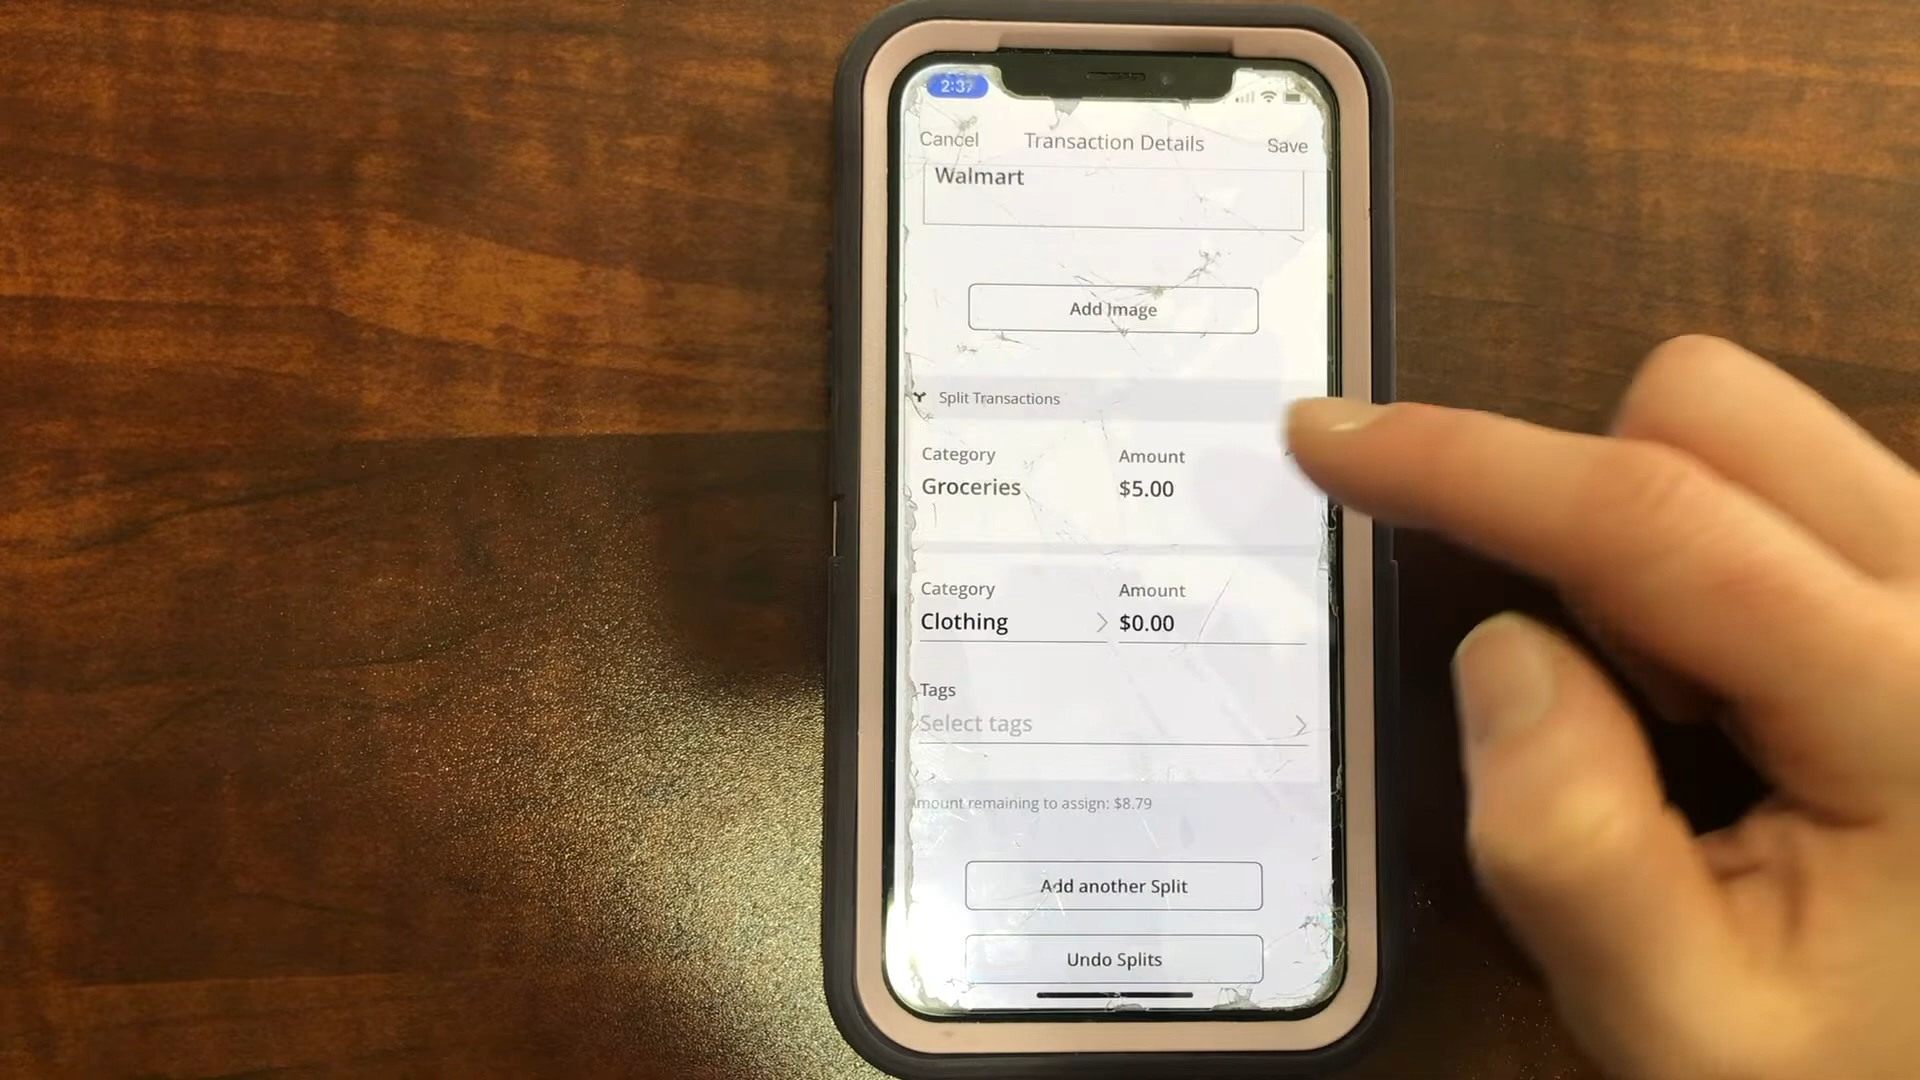 2:37
Cancel Transaction Details Save
Walmart
Add Image
Split Transactions
Category Amount
Groceries $5.00
Category Amount
Clothing $0.00
Tags
Select tags
Amount remaining to assign: $8.79
Add another Split
Undo Splits